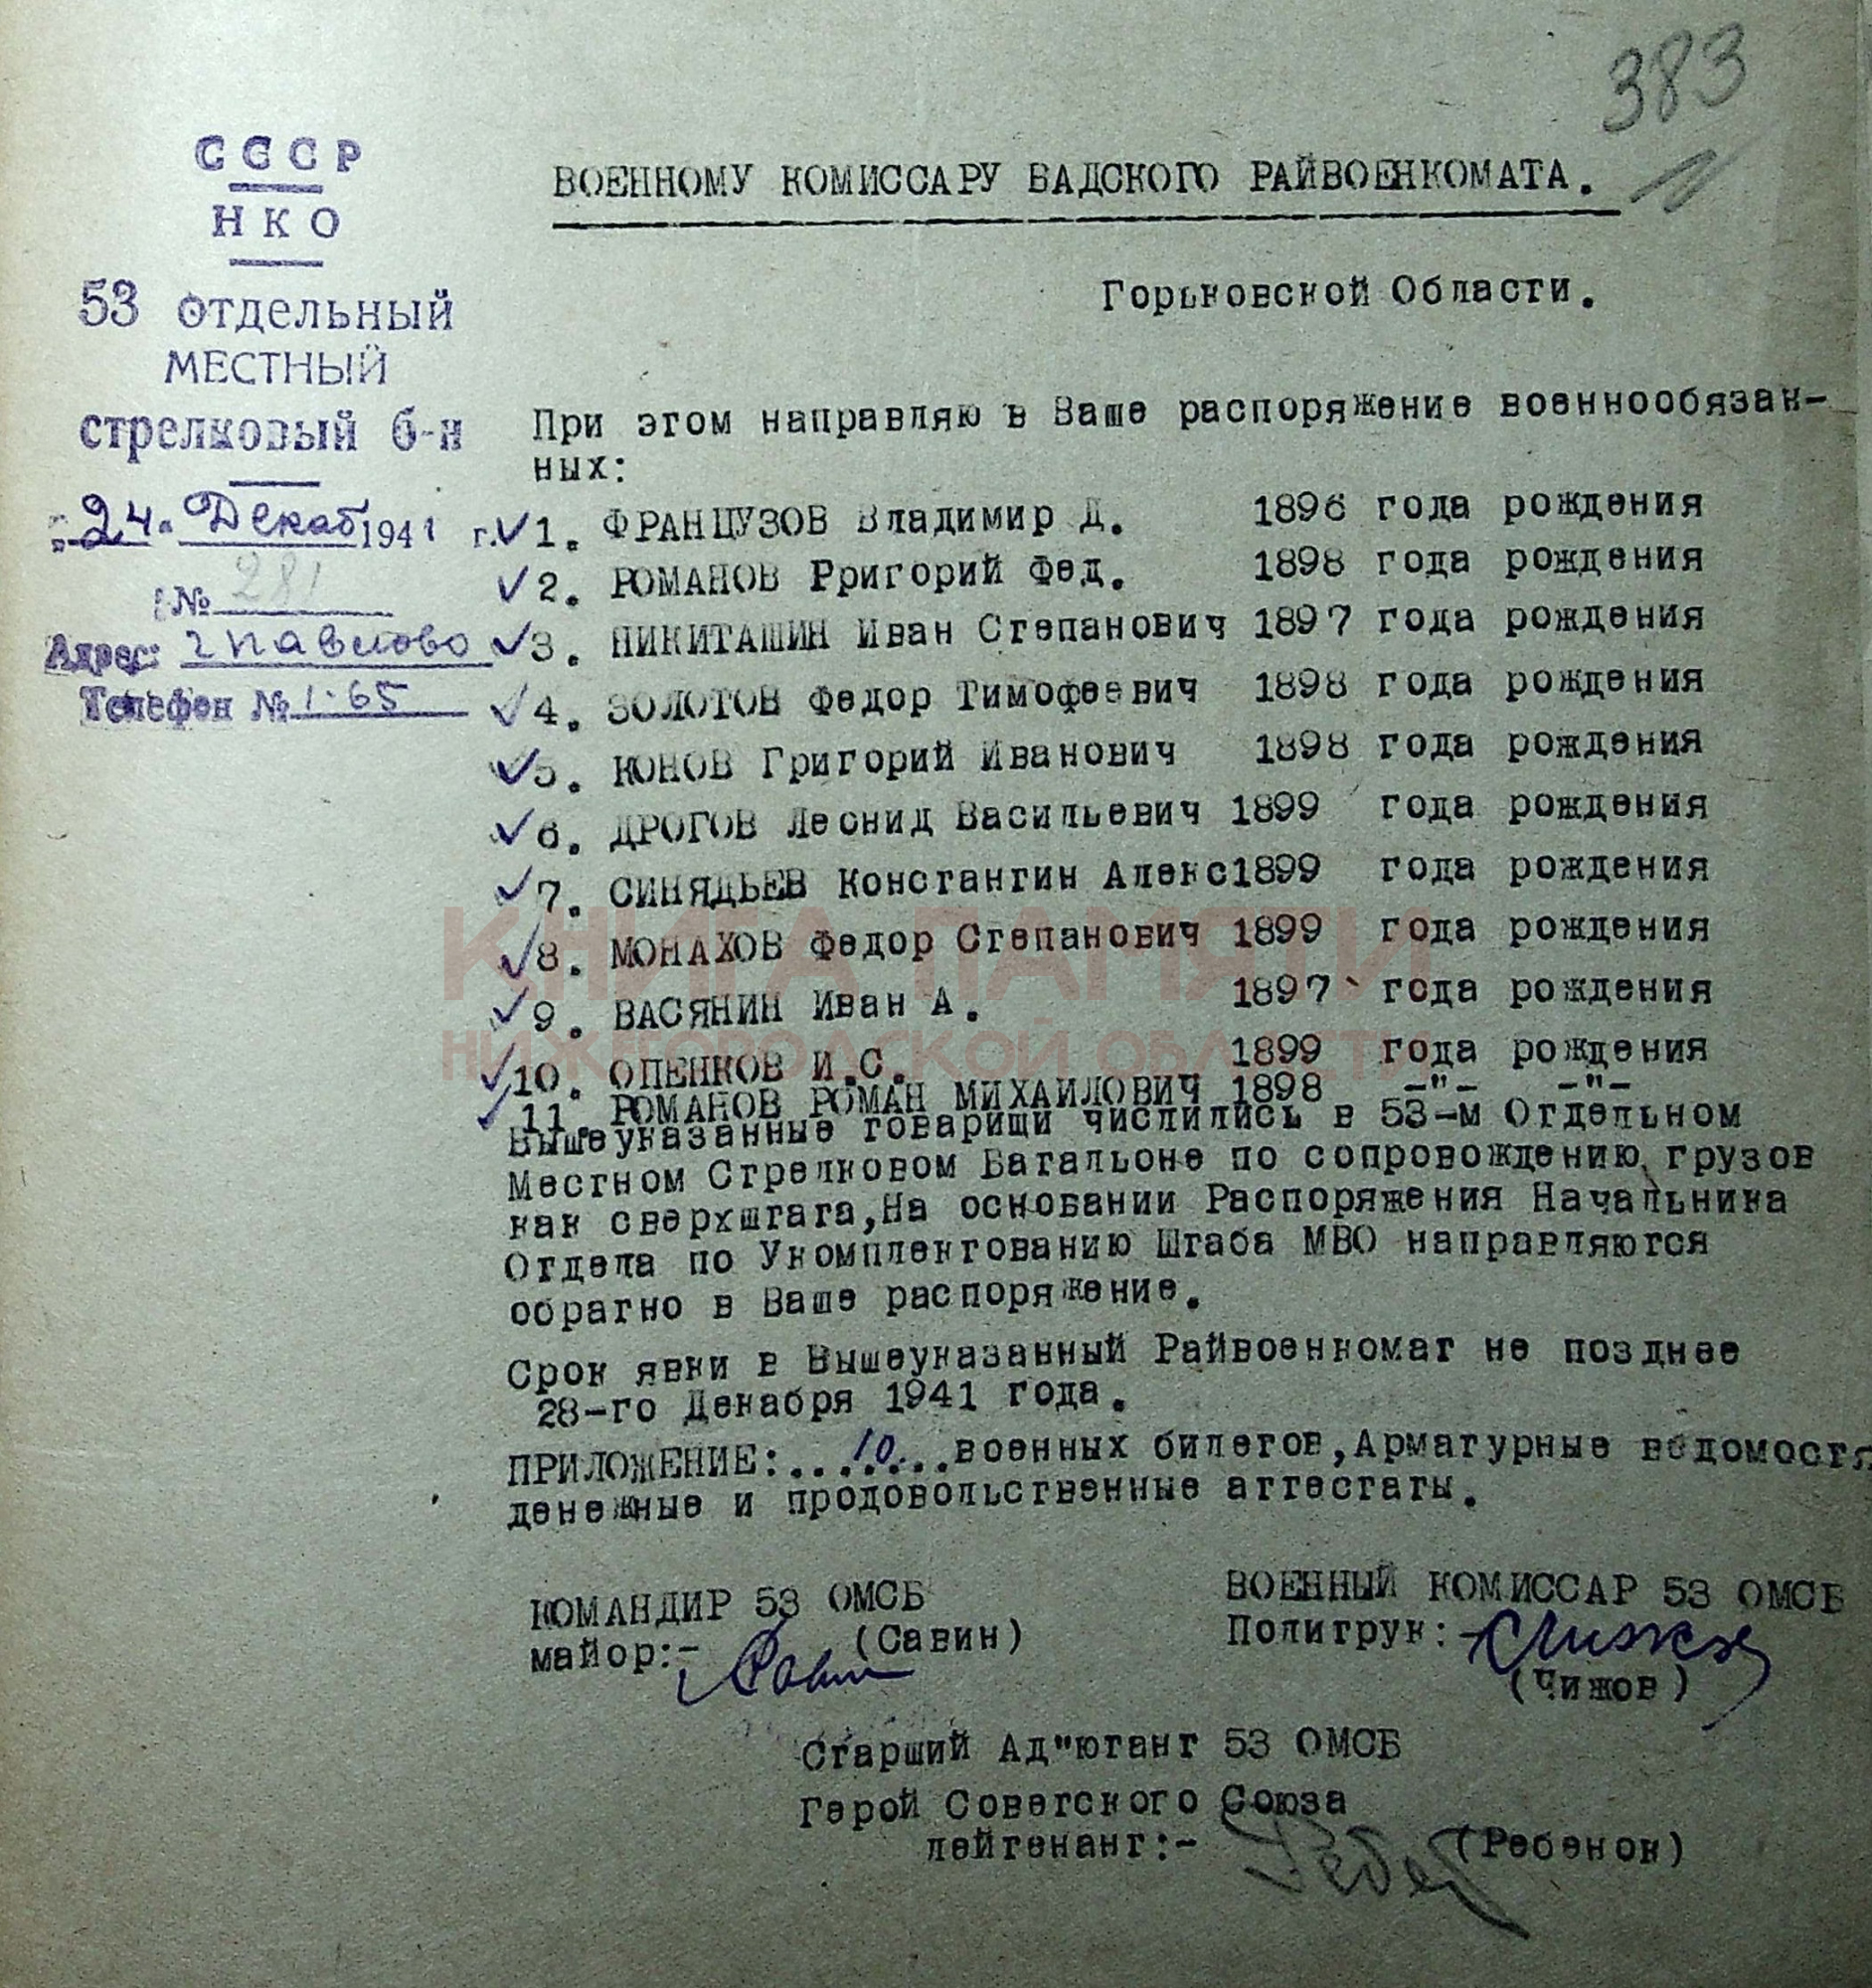 383
СССР
НКО
53 отдельный
МЕСТНЫЙ
стрелковый б-н
"24" Декаб 1941 г.
№ 281
Адрес: г Павлово
Телефон № 1-65
ВОЕННОМУ КОМИССАРУ ВАДСКОГО РАЙВОЕНКОМАТА.
Горьковской Области.
При этом направляю в Ваше распоряжение военнообязан-
ных:
1. ФРАНЦУЗОВ Владимир Д. 1896 года рождения
2. РОМАНОВ Рригорий Фед. 1898 года рождения
3. НИКИТАШИН Иван Степанович 1897 года рождения
4. ЗОЛОТОВ Федор Тимофеевич 1898 года рождения
5. КОНОВ Григорий Иванович 1898 года рождения
6. ДРОГОВ Леонид Васильевич 1899 года рождения
7. СИНЯДЬЕВ Константин Алекс 1899 года рождения
8. МОНАХОВ Федор Степанович 1899 года рождения
9. ВАСЯНИН Иван А. 1897 года рождения
10. ОПЕНКОВ И.С. 1899 года рождения
11. РОМАНОВ РОМАН МИХАИЛОВИЧ 1898 -"- -"-
Вышеуказанные товарищи числились в 53-м Отдельном
Местном Стрелковом Батальоне по сопровождению грузов
как сверхштата, На основании Распоряжения Начальника
Отдела по Укомплектованию Штаба МВО направляются
обратно в Ваше распоряжение.
Срок явки в Вышеуказанный Райвоенкомат не позднее
28-го Декабря 1941 года.
ПРИЛОЖЕНИЕ:...10....военных билетов, Арматурные ведомостя
денежные и продовольственные аттестаты.
КОМАНДИР 53 ОМСБ
майор:- Савин (Савин)
ВОЕННЫЙ КОМИССАР 53 ОМСБ
Политрук:- Чижов
(Чижов)
Старший Ад"ютант 53 ОМСБ
Герой Советского Союза
лейтенант:- Ребе (Ребенок)
КНИГА ПАМЯТИ
НИЖЕГОРОДСКОЙ ОБЛАСТИ